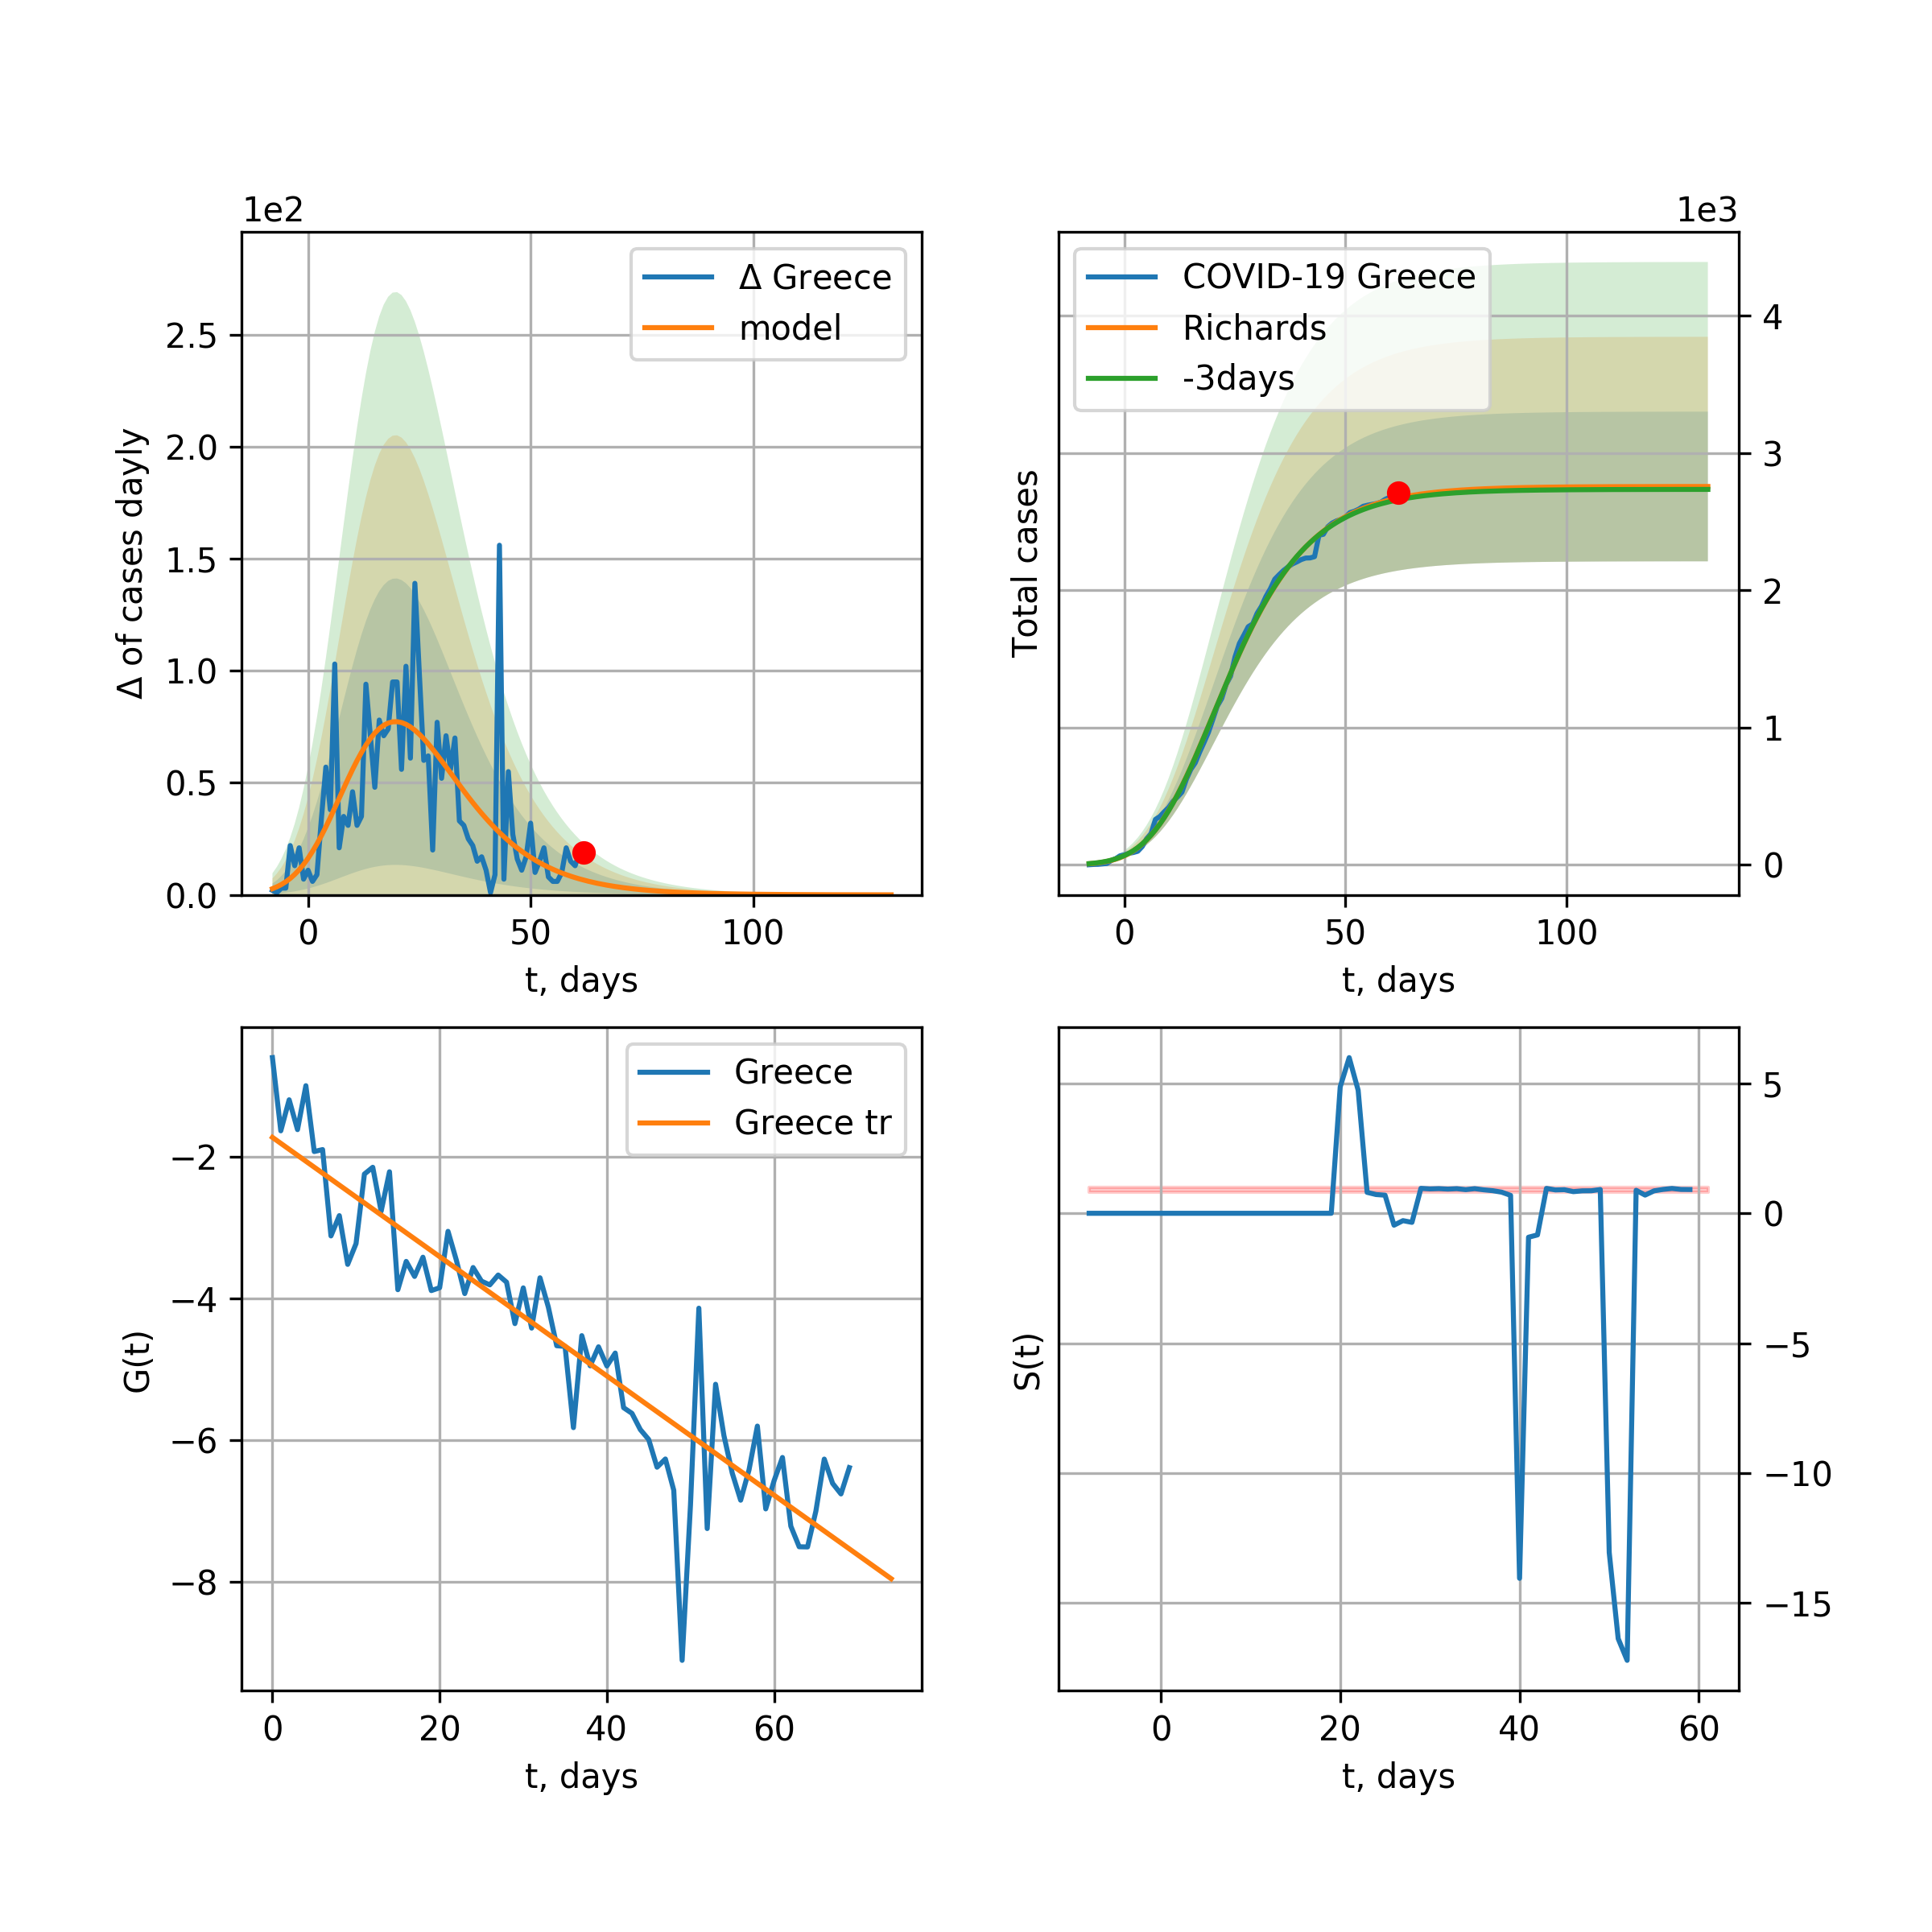 1e2
Δ Greece
model
2.5
2.0
1.5
1.0
0.5
0.0
Δ of cases dayly
0 50 100
t, days
1e3
COVID-19 Greece
Richards
-3days
4
3
2
1
0
Total cases
0 50 100
t, days
Greece
Greece tr
−2
−4
−6
−8
G(t)
0 20 40 60
t, days
5
0
−5
−10
−15
S(t)
0 20 40 60
t, days